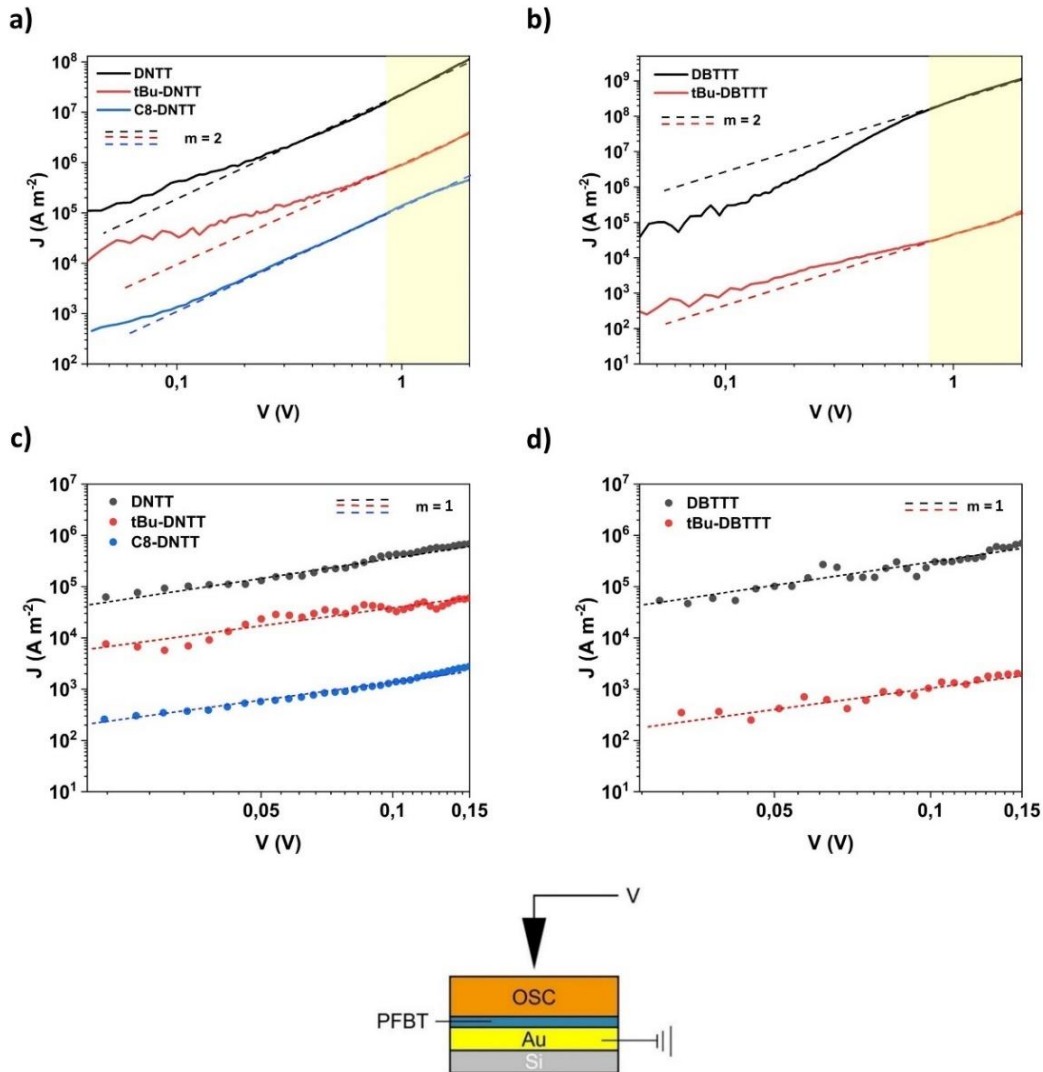 a)
DNTT
tBu-DNTT
C8-DNTT
m = 2
J (A m⁻²)
10⁸
10⁷
10⁶
10⁵
10⁴
10³
10²
0,1
1
V (V)
b)
DBTTT
tBu-DBTTT
m = 2
J (A m⁻²)
10⁹
10⁸
10⁷
10⁶
10⁵
10⁴
10³
10²
10¹
0,1
1
V (V)
c)
DNTT
tBu-DNTT
C8-DNTT
m = 1
J (A m⁻²)
10⁷
10⁶
10⁵
10⁴
10³
10²
10¹
0,05
0,1
0,15
V (V)
d)
DBTTT
tBu-DBTTT
m = 1
J (A m⁻²)
10⁷
10⁶
10⁵
10⁴
10³
10²
10¹
0,05
0,1
0,15
V (V)
V
OSC
PFBT
Au
Si